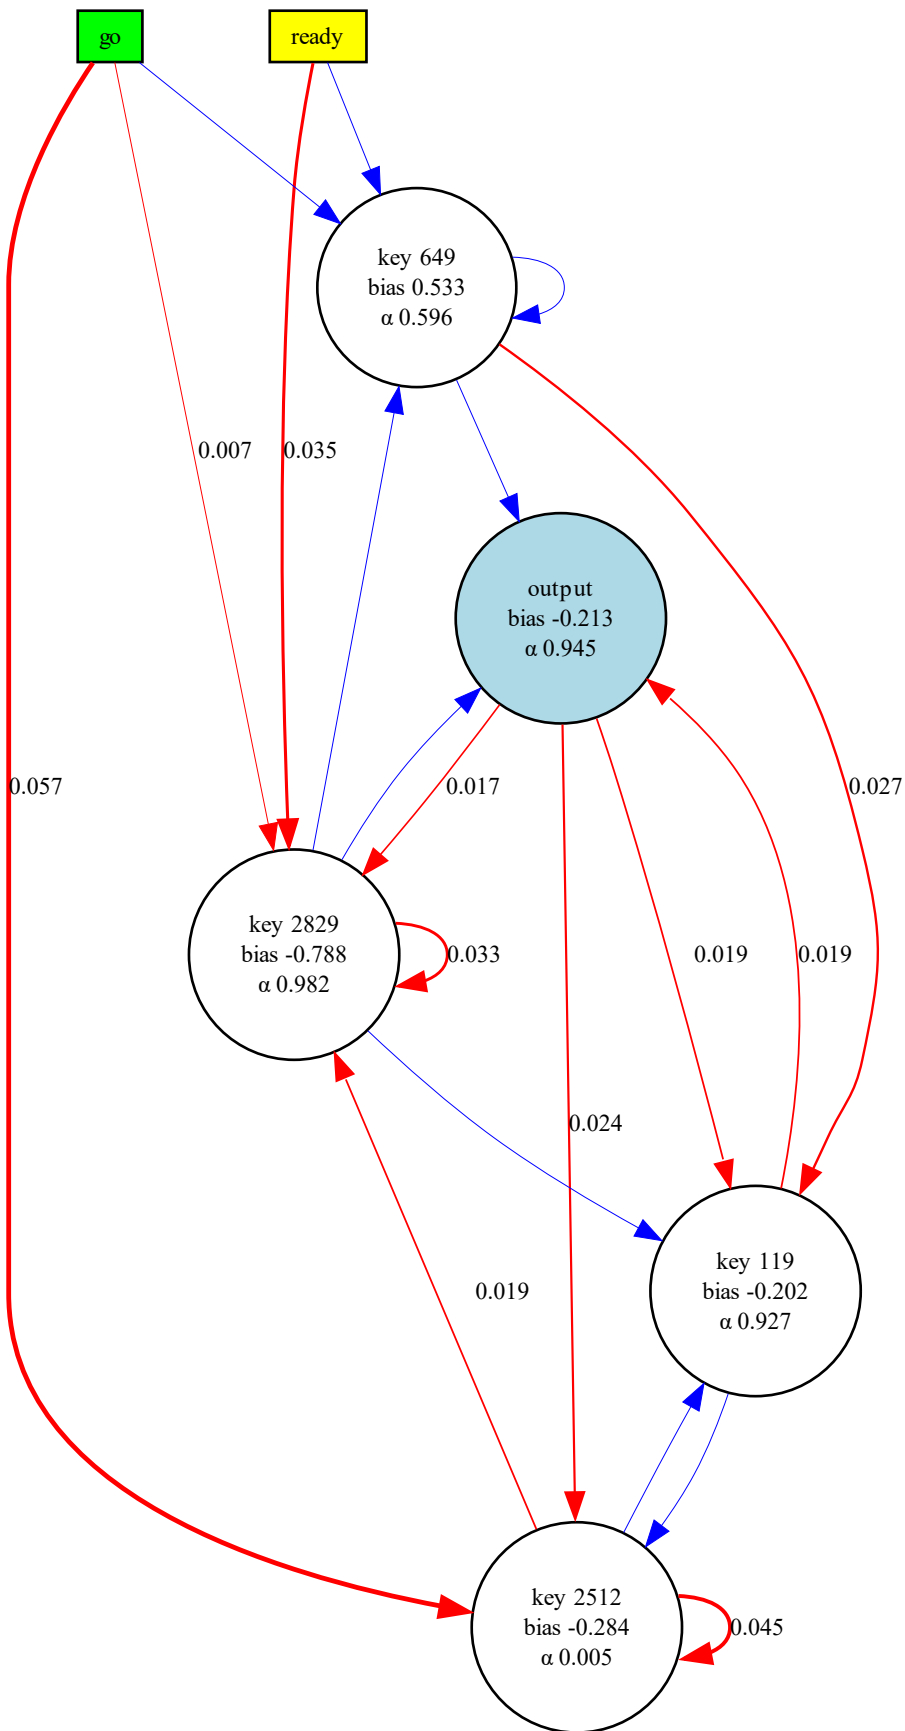 go
ready
key 649
bias 0.533
α 0.596
0.007
0.035
output
bias -0.213
α 0.945
0.057
0.017
0.027
key 2829
bias -0.788
α 0.982
0.033
0.019
0.019
0.024
key 119
bias -0.202
α 0.927
0.019
key 2512
bias -0.284
α 0.005
0.045